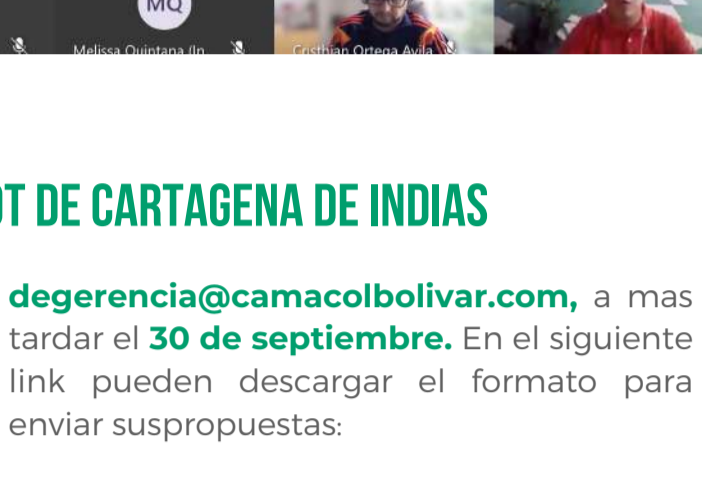 MQ
Melissa Quintana (In
Cristhian Ortega Avila
OT DE CARTAGENA DE INDIAS
degerencia@camacolbolivar.com, a mas
tardar el 30 de septiembre. En el siguiente
link pueden descargar el formato para
enviar suspropuestas: